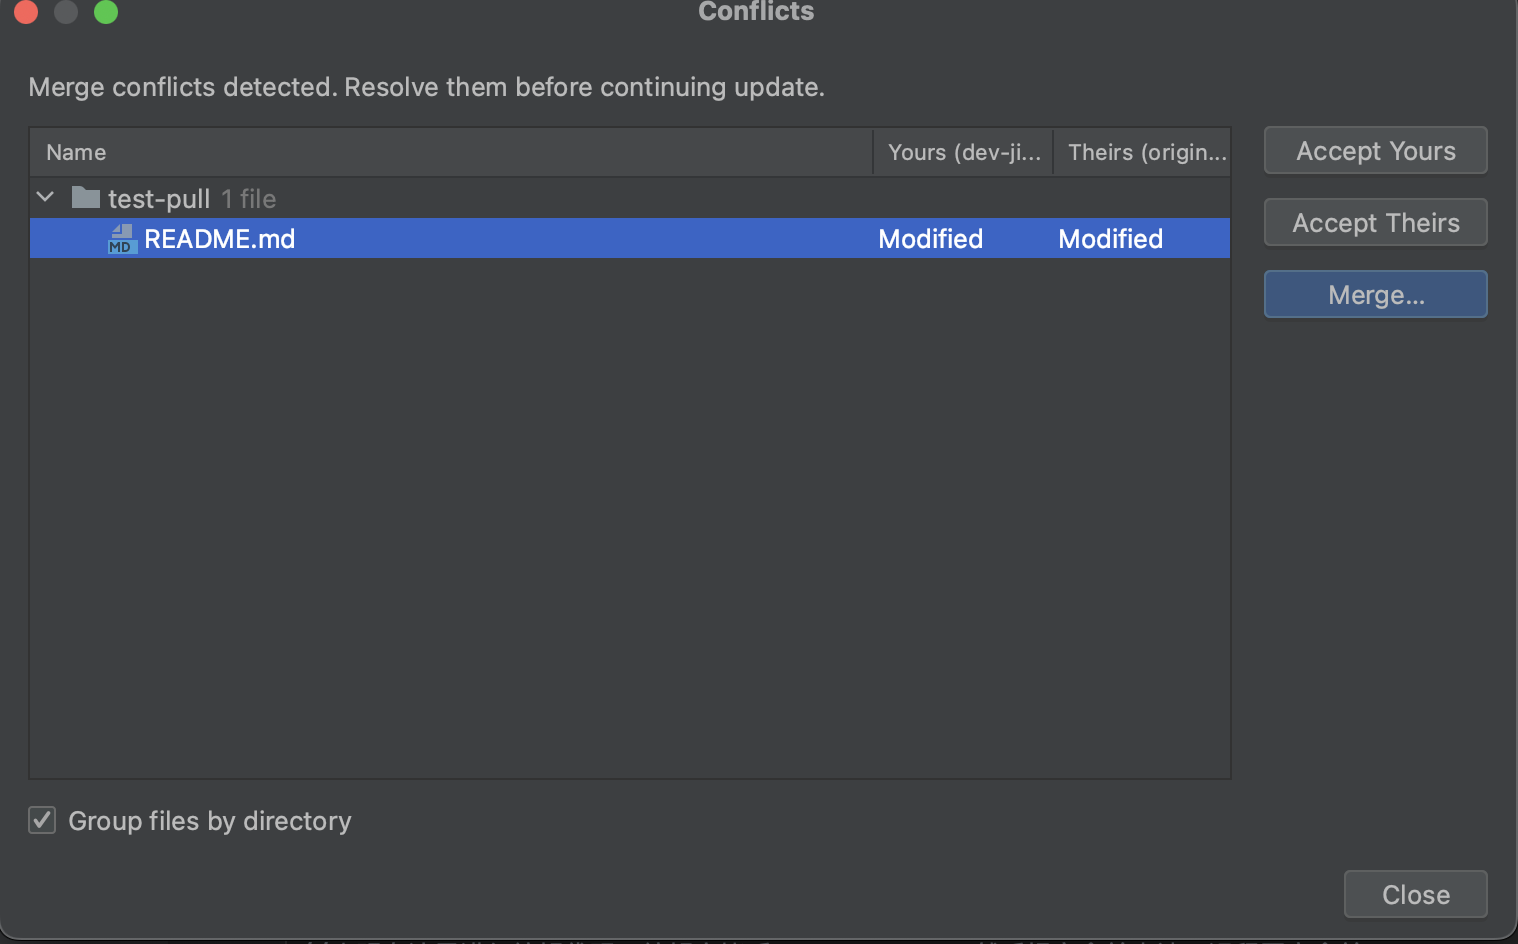 Conflicts
Merge conflicts detected. Resolve them before continuing update.
Name Yours (dev-ji... Theirs (origin...
test-pull 1 file
MD README.md Modified Modified
Accept Yours
Accept Theirs
Merge...
Group files by directory
Close